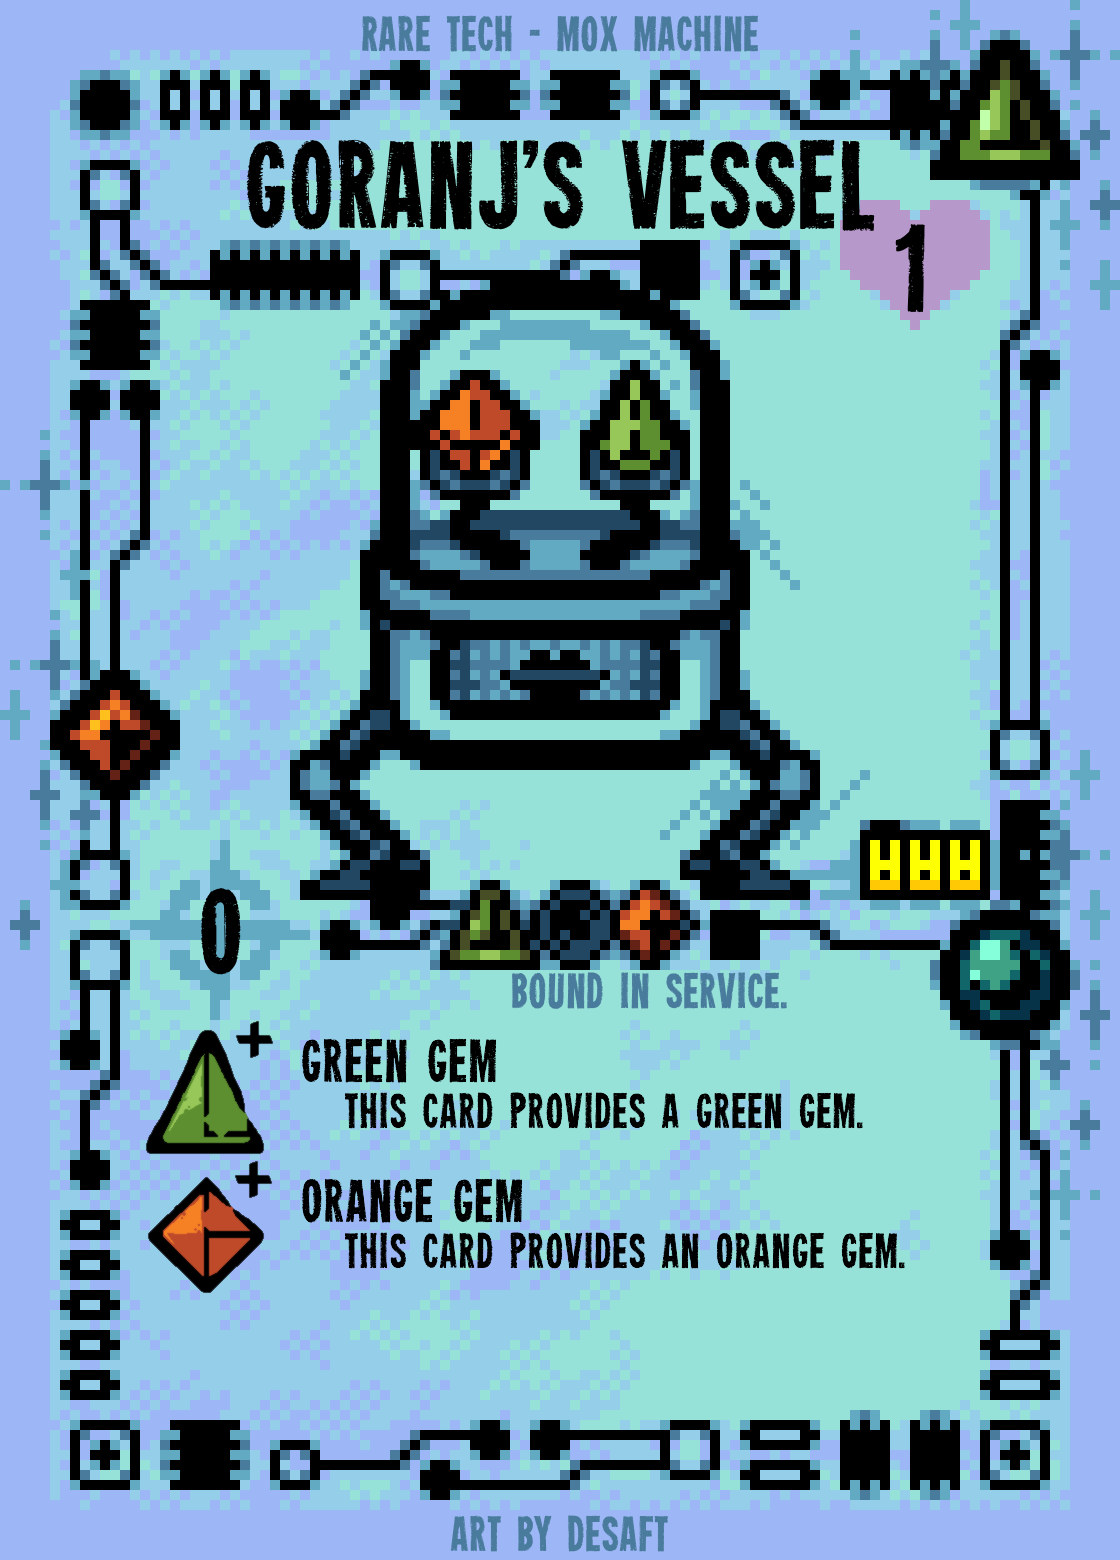 RARE TECH - MOX MACHINE
GORANJ'S VESSEL
1
0
BOUND IN SERVICE.
GREEN GEM
THIS CARD PROVIDES A GREEN GEM.
ORANGE GEM
THIS CARD PROVIDES AN ORANGE GEM.
ART BY DESAFT